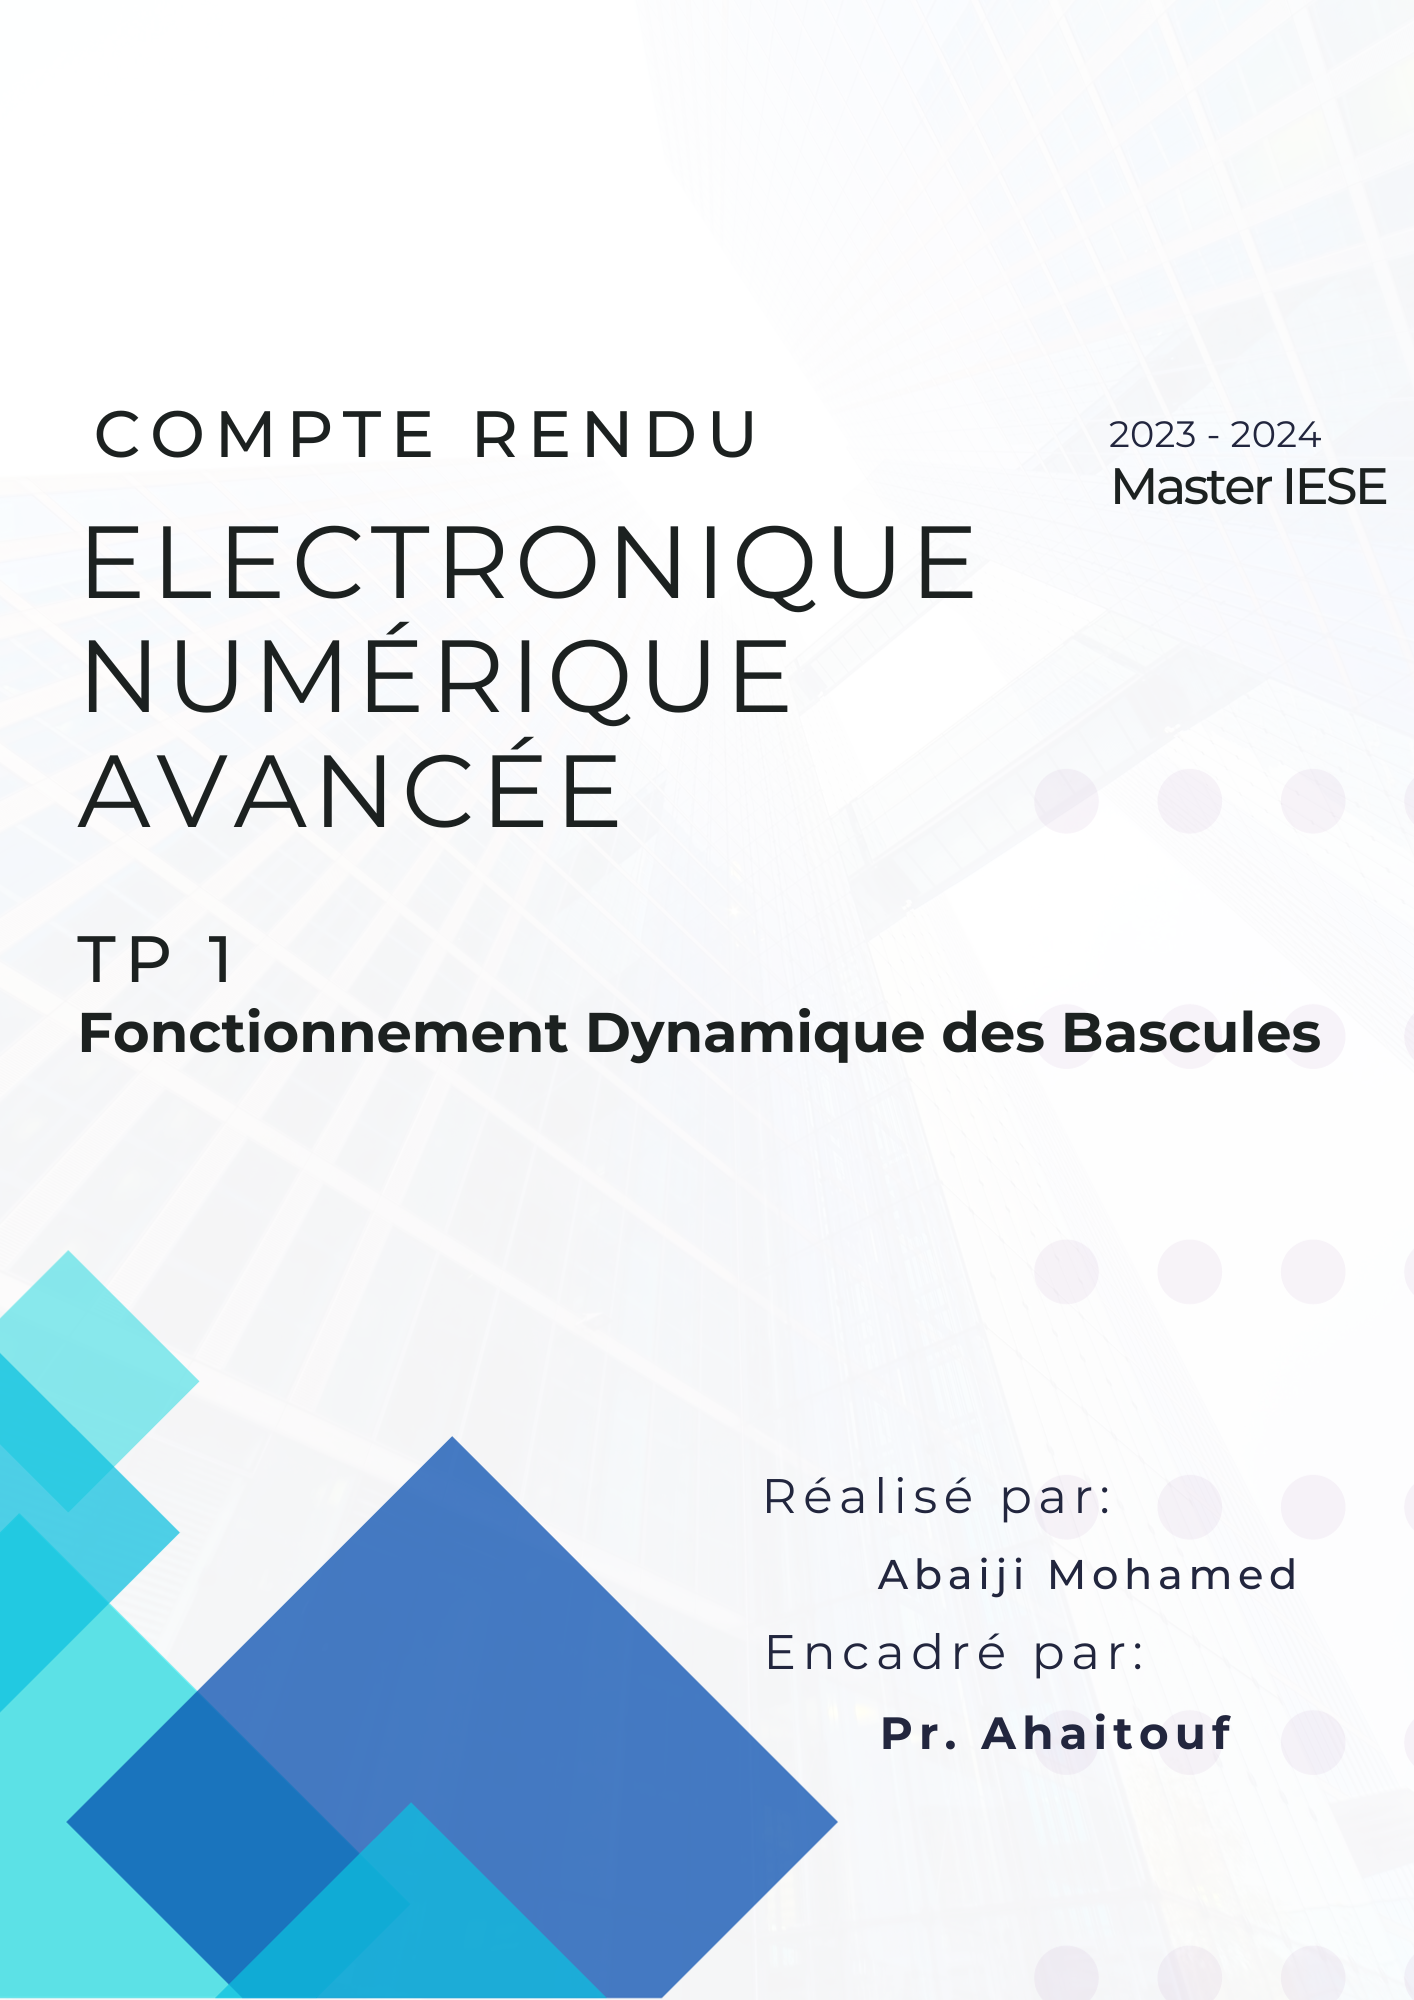 COMPTE RENDU
2023 - 2024
Master IESE
ELECTRONIQUE
NUMÉRIQUE
AVANCÉE
TP 1
Fonctionnement Dynamique des Bascules
Réalisé par:
Abaiji Mohamed
Encadré par:
Pr. Ahaitouf